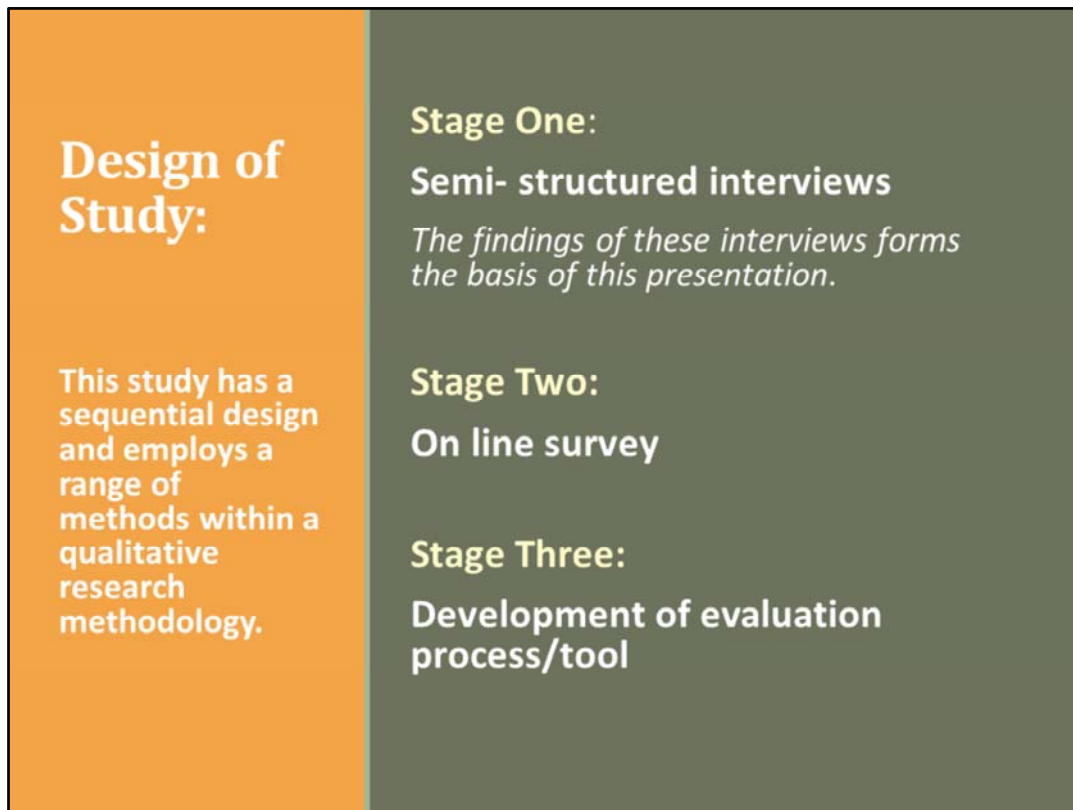 Design of
Study:
This study has a
sequential design
and employs a
range of
methods within a
qualitative
research
methodology.
Stage One:
Semi- structured interviews
The findings of these interviews forms
the basis of this presentation.
Stage Two:
On line survey
Stage Three:
Development of evaluation
process/tool